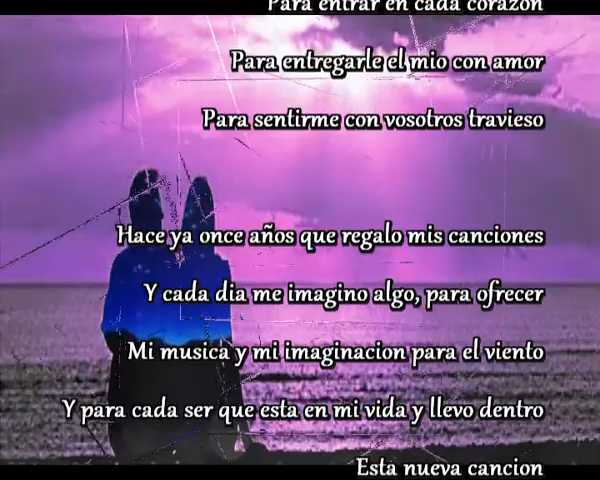 Para entrar en cada corazon
Para entregarle el mio con amor
Para sentirme con vosotros travieso
Hace ya once años que regalo mis canciones
Y cada dia me imagino algo, para ofrecer
Mi musica y mi imaginacion para el viento
Y para cada ser que esta en mi vida y llevo dentro
Esta nueva cancion